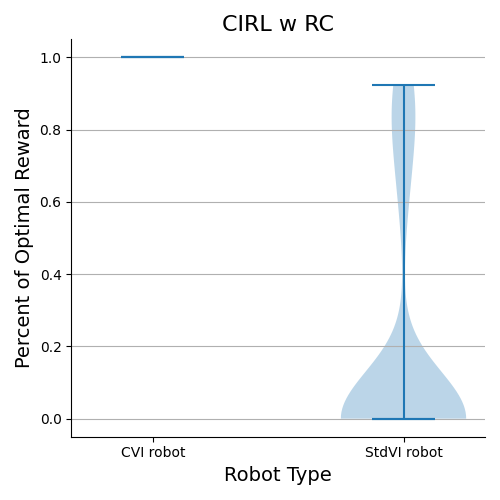 CIRL w RC
Percent of Optimal Reward
1.0
0.8
0.6
0.4
0.2
0.0
CVI robot
StdVI robot
Robot Type